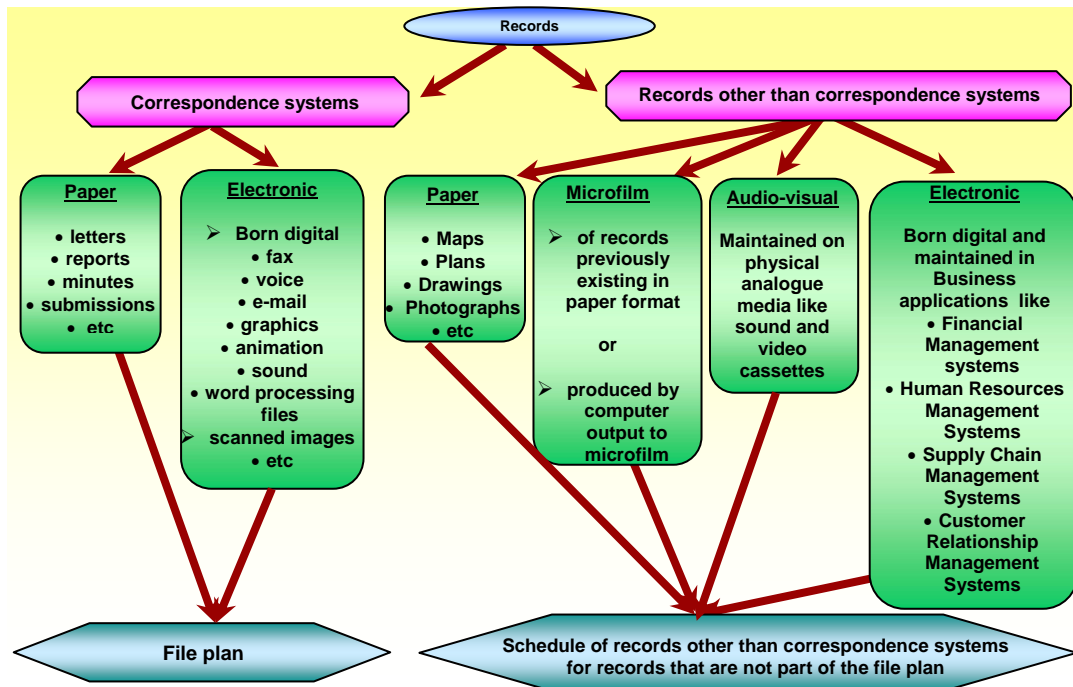 Records
Correspondence systems
Records other than correspondence systems
Paper
• letters
• reports
• minutes
• submissions
• etc
Electronic
➢ Born digital
• fax
• voice
• e-mail
• graphics
• animation
• sound
• word processing
files
➢ scanned images
• etc
Paper
• Maps
• Plans
• Drawings
• Photographs
• etc
Microfilm
➢ of records
previously
existing in
paper format
or
➢ produced by
computer
output to
microfilm
Audio-visual
Maintained on
physical
analogue
media like
sound and
video
cassettes
Electronic
Born digital and
maintained in
Business
applications like
• Financial
Management
systems
• Human Resources
Management
Systems
• Supply Chain
Management
Systems
• Customer
Relationship
Management
Systems
File plan
Schedule of records other than correspondence systems
for records that are not part of the file plan